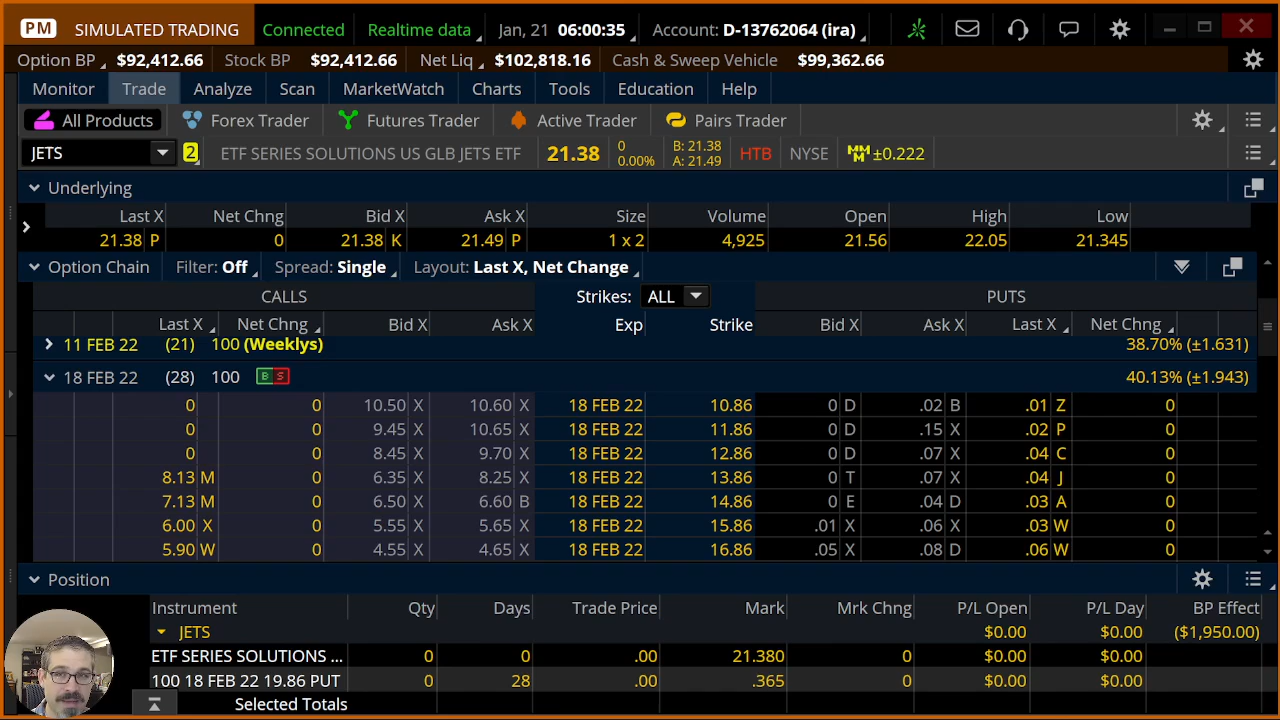 PM SIMULATED TRADING Connected Realtime data Jan, 21 06:00:35 Account: D-13762064 (ira)
Option BP $92,412.66 Stock BP $92,412.66 Net Liq $102,818.16 Cash & Sweep Vehicle $99,362.66
Monitor Trade Analyze Scan MarketWatch Charts Tools Education Help
All Products Forex Trader Futures Trader Active Trader Pairs Trader
JETS 2 ETF SERIES SOLUTIONS US GLB JETS ETF 21.38 0 0.00% B: 21.38 A: 21.49 HTB NYSE MMM ±0.222
Underlying
Last X Net Chng Bid X Ask X Size Volume Open High Low
21.38 P 0 21.38 K 21.49 P 1 x 2 4,925 21.56 22.05 21.345
Option Chain Filter: Off Spread: Single Layout: Last X, Net Change
CALLS Strikes: ALL PUTS
Last X Net Chng Bid X Ask X Exp Strike Bid X Ask X Last X Net Chng
11 FEB 22 (21) 100 (Weeklys) 38.70% (±1.631)
18 FEB 22 (28) 100 B S 40.13% (±1.943)
0 0 10.50 X 10.60 X 18 FEB 22 10.86 0 D .02 B .01 Z 0
0 0 9.45 X 10.65 X 18 FEB 22 11.86 0 D .15 X .02 P 0
0 0 8.45 X 9.70 X 18 FEB 22 12.86 0 D .07 X .04 C 0
8.13 M 0 6.35 X 8.25 X 18 FEB 22 13.86 0 T .07 X .04 J 0
7.13 M 0 6.50 X 6.60 B 18 FEB 22 14.86 0 E .04 D .03 A 0
6.00 X 0 5.55 X 5.65 X 18 FEB 22 15.86 .01 X .06 X .03 W 0
5.90 W 0 4.55 X 4.65 X 18 FEB 22 16.86 .05 X .08 D .06 W 0
Position
Instrument Qty Days Trade Price Mark Mrk Chng P/L Open P/L Day BP Effect
JETS $0.00 $0.00 ($1,950.00)
ETF SERIES SOLUTIONS ... 0 0 .00 21.380 0 $0.00 $0.00
100 18 FEB 22 19.86 PUT 0 28 .00 .365 0 $0.00 $0.00
Selected Totals